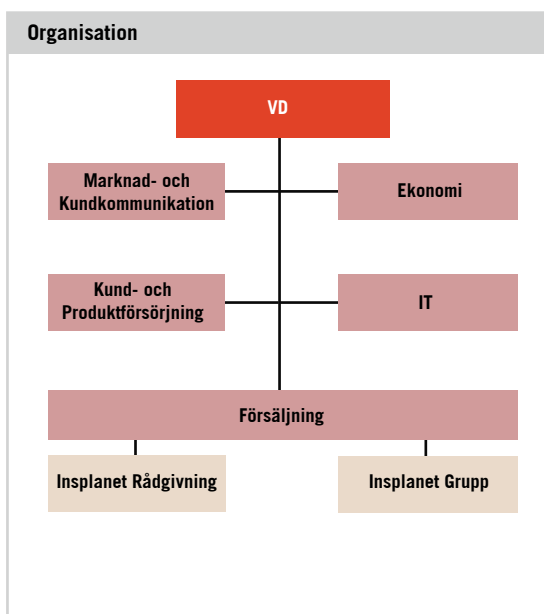 Organisation
VD
Marknad- och
Kundkommunikation
Ekonomi
Kund- och
Produktförsörjning
IT
Försäljning
Insplanet Rådgivning
Insplanet Grupp